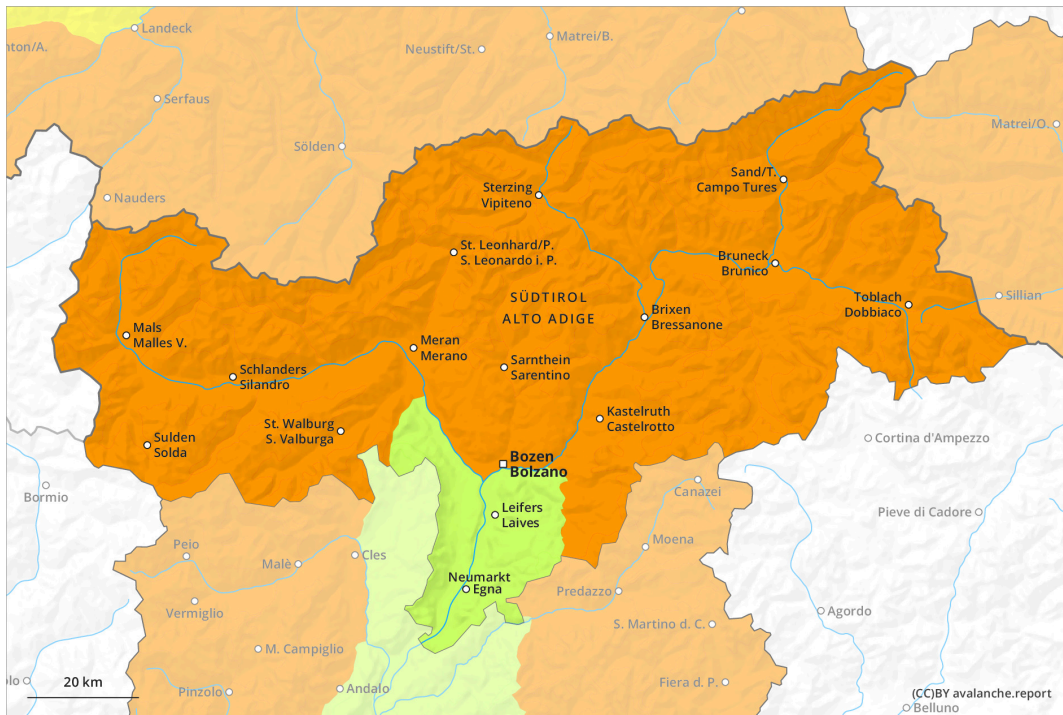 Landeck
nton/A.
Neustift/St.
Matrei/B.
Serfaus
Matrei/O.
Sölden
Nauders
Sand/T.
Campo Tures
Sterzing
Vipiteno
St. Leonhard/P.
S. Leonardo i. P.
Bruneck
Brunico
SÜDTIROL
ALTO ADIGE
Toblach
Dobbiaco
Sillian
Brixen
Bressanone
Mals
Malles V.
Meran
Merano
Schlanders
Silandro
Sarnthein
Sarentino
St. Walburg
S. Valburga
Kastelruth
Castelrotto
Sulden
Solda
Cortina d'Ampezzo
Bozen
Bolzano
Bormio
Canazei
Leifers
Laives
Pieve di Cadore
Peio
Malè
Cles
Moena
Neumarkt
Egna
Predazzo
Vermiglio
Agordo
S. Martino d. C.
M. Campiglio
20 km
olo
Pinzolo
Andalo
Fiera d. P.
(CC)BY avalanche.report
Belluno